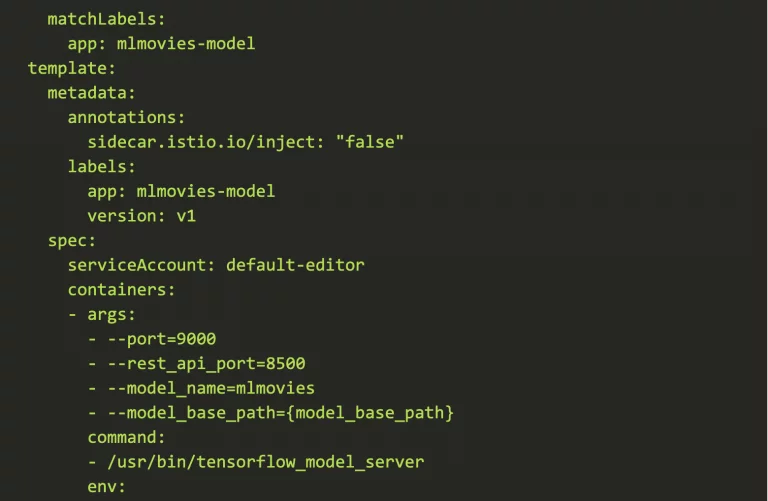 matchLabels:
app: mlmovies-model
template:
metadata:
annotations:
sidecar.istio.io/inject: "false"
labels:
app: mlmovies-model
version: v1
spec:
serviceAccount: default-editor
containers:
- args:
- --port=9000
- --rest_api_port=8500
- --model_name=mlmovies
- --model_base_path={model_base_path}
command:
- /usr/bin/tensorflow_model_server
env: